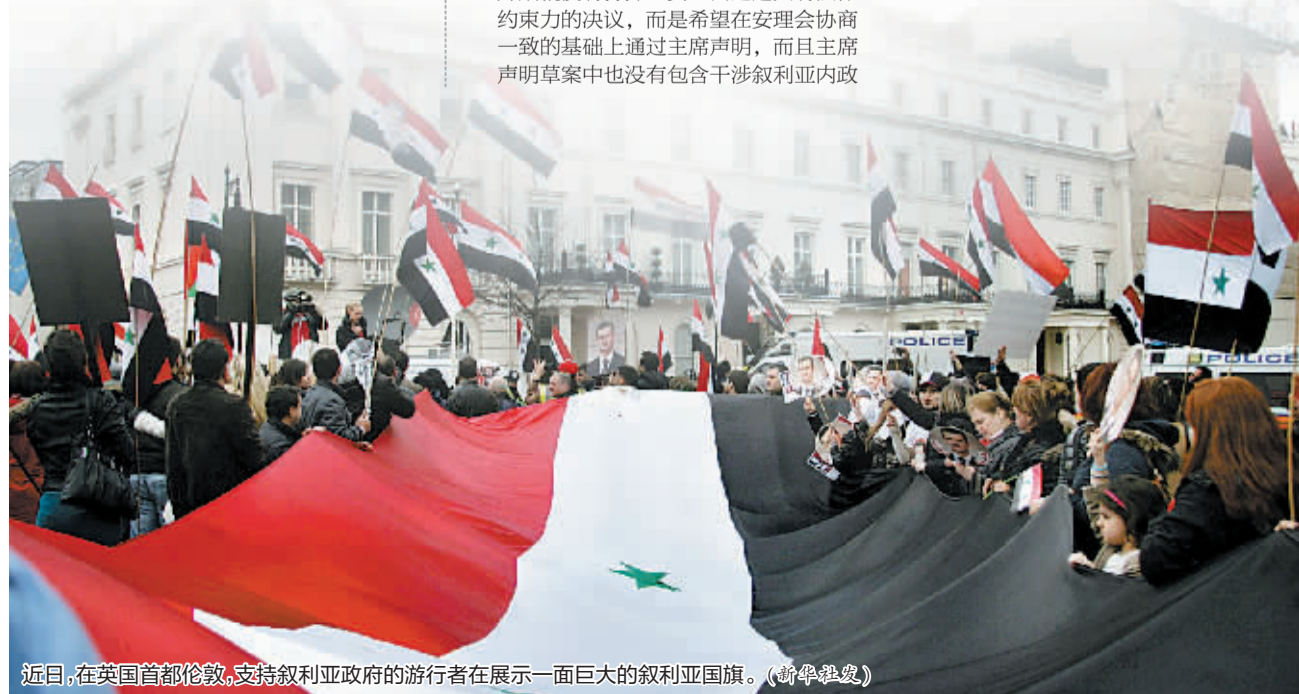 约束力的决议，而是希望在安理会协商
一致的基础上通过主席声明，而且主席
声明草案中也没有包含干涉叙利亚内政
POLICE
POLICE
近日，在英国首都伦敦，支持叙利亚政府的游行者在展示一面巨大的叙利亚国旗。（新华社发）